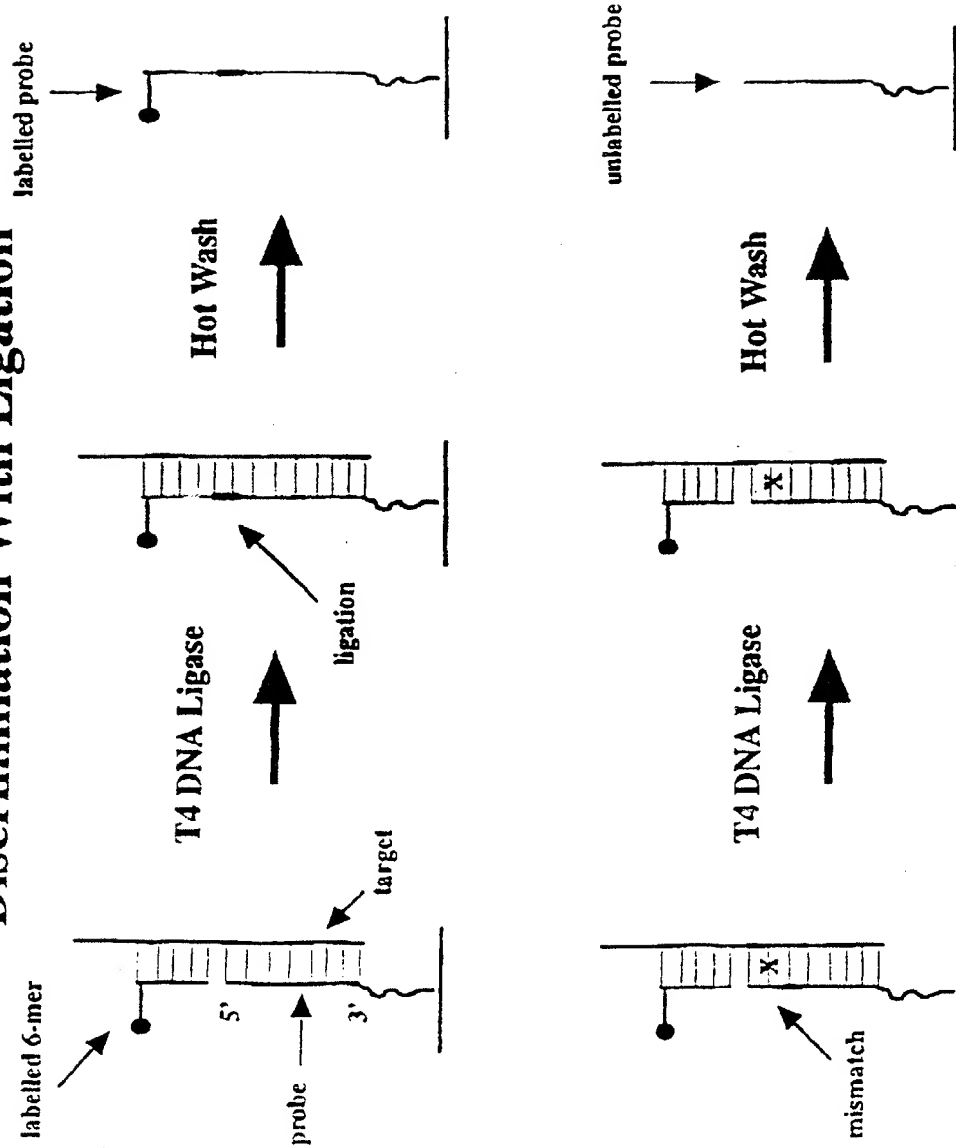 Discrimination With Ligation
labelled 6-mer
probe
5'
3'
target
T4 DNA Ligase
ligation
Hot Wash
labelled probe
mismatch
X
T4 DNA Ligase
X
Hot Wash
unlabelled probe